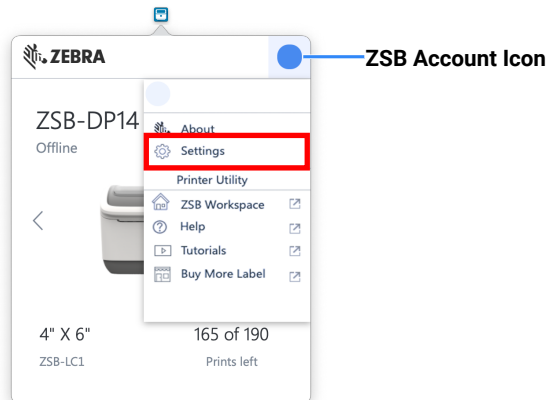 ZEBRA
ZSB Account Icon
ZSB-DP14
Offline
About
Settings
Printer Utility
ZSB Workspace
Help
Tutorials
Buy More Label
4" X 6"
165 of 190
ZSB-LC1
Prints left